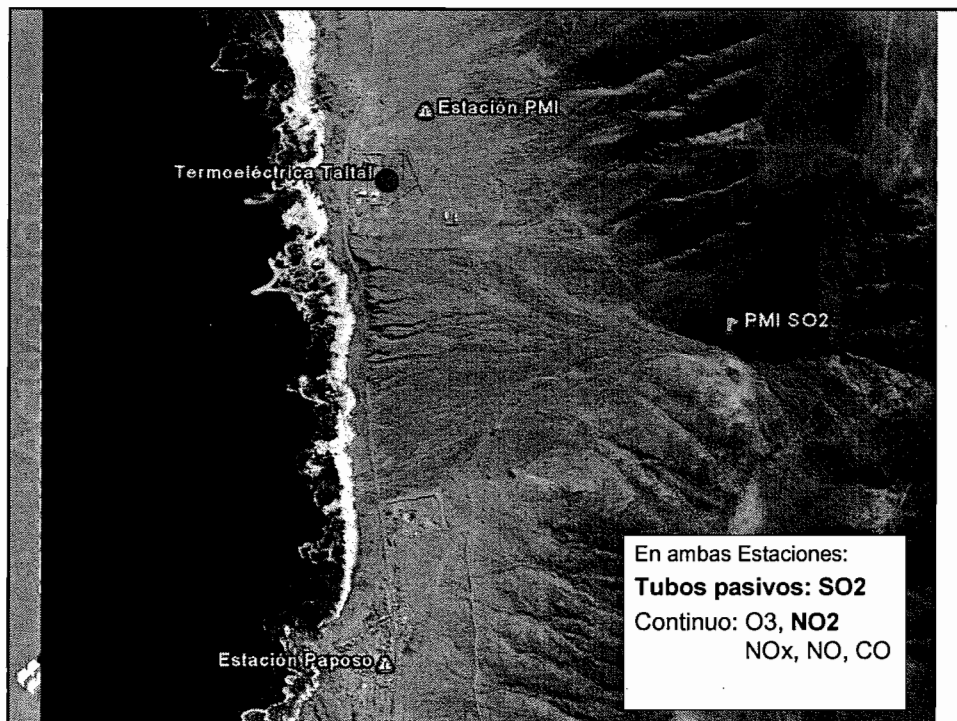 Estación PMI
Termoeléctrica Taltal
PMI SO2
En ambas Estaciones:
Tubos pasivos: SO2
Continuo: O3, NO2
NOx, NO, CO
Estación Paposo